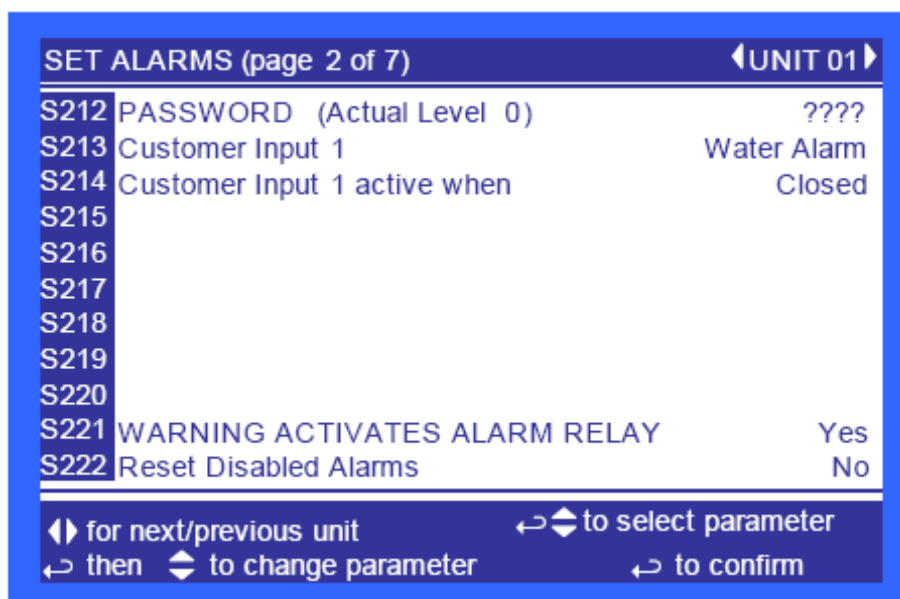 SET ALARMS (page 2 of 7) UNIT 01
S212 PASSWORD (Actual Level 0) ????
S213 Customer Input 1 Water Alarm
S214 Customer Input 1 active when Closed
S215
S216
S217
S218
S219
S220
S221 WARNING ACTIVATES ALARM RELAY Yes
S222 Reset Disabled Alarms No
for next/previous unit to select parameter
then to change parameter to confirm